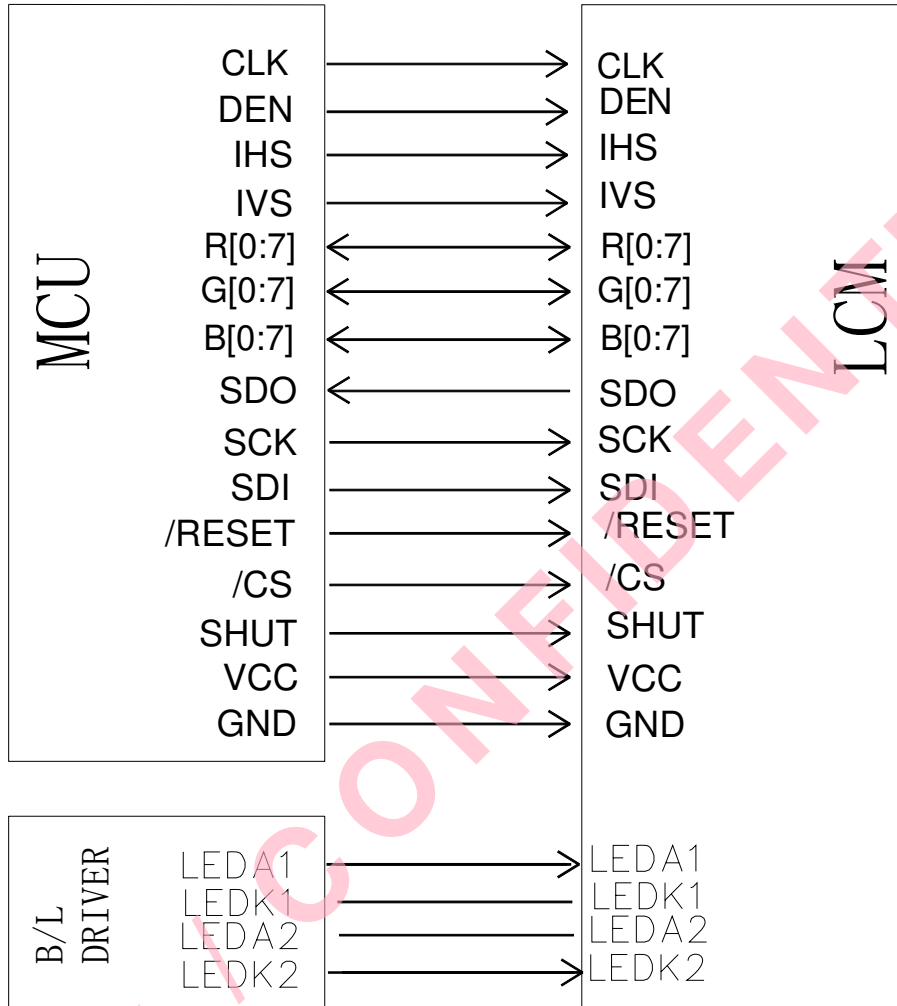 MCU
CLK
DEN
IHS
IVS
R[0:7]
G[0:7]
B[0:7]
SDO
SCK
SDI
/RESET
/CS
SHUT
VCC
GND
LCM
CLK
DEN
IHS
IVS
R[0:7]
G[0:7]
B[0:7]
SDO
SCK
SDI
/RESET
/CS
SHUT
VCC
GND
B/L
DRIVER
LEDA1
LEDK1
LEDA2
LEDK2
LEDA1
LEDK1
LEDA2
LEDK2
/ CONFIDENT